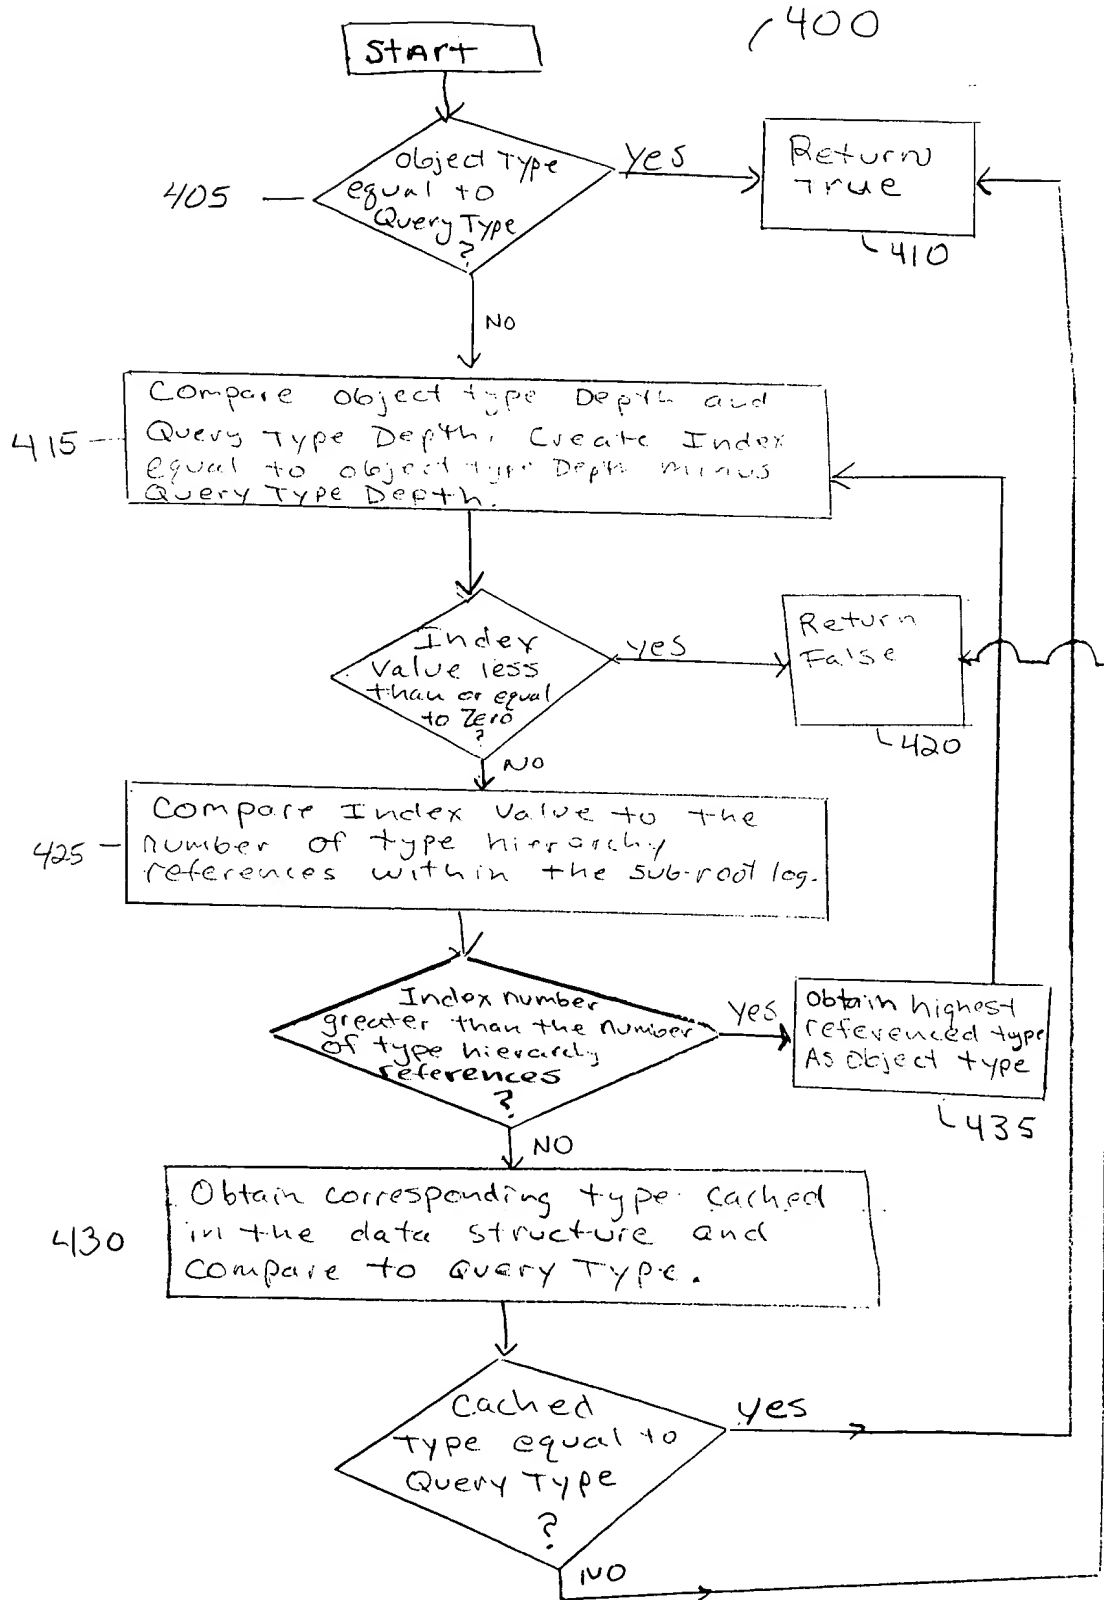 400
START
Object Type
equal to
Query Type
?
405
Yes
Return
True
410
NO
415
Compare object type Depth and
Query Type Depth. Create Index
equal to object type Depth minus
Query Type Depth.
Index
Value less
than or equal
to Zero
?
Yes
Return
False
420
NO
425
Compare Index Value to the
number of type hierarchy
references within the sub-root log.
Index number
greater than the number
of type hierarchy
references
?
Yes
Obtain highest
referenced type
As Object type
435
NO
430
Obtain corresponding type cached
in the data structure and
compare to Query Type.
Cached
Type equal to
Query Type
?
Yes
NO